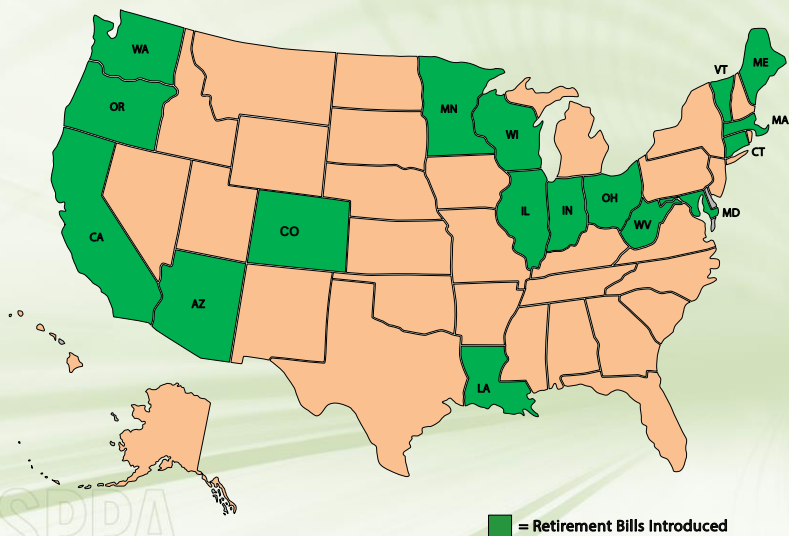 WA
OR
CA
AZ
CO
MN
WI
IL
IN
OH
WV
LA
VT
ME
MA
CT
MD
SPPA
= Retirement Bills Introduced